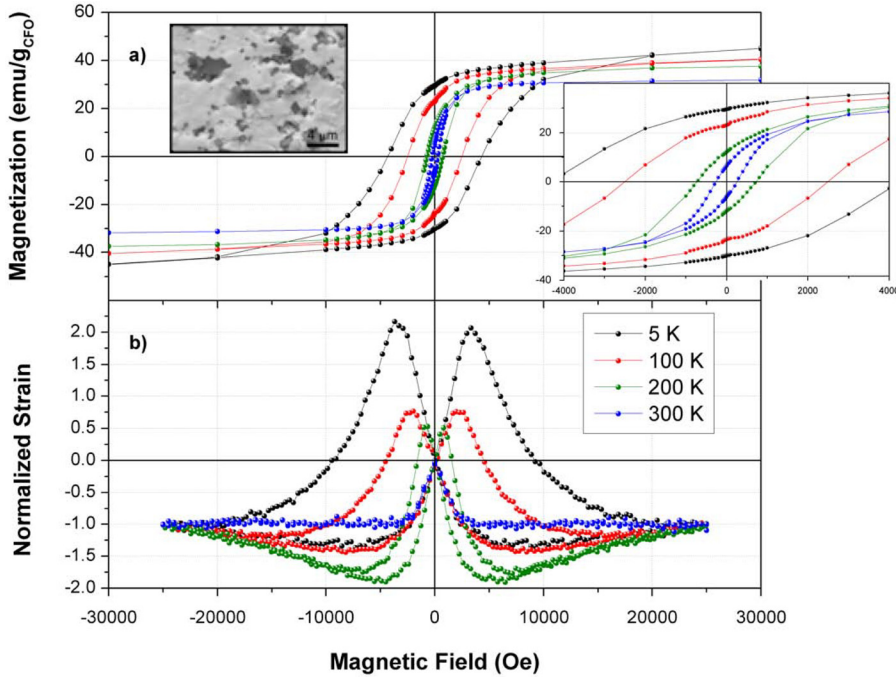 a)
4 µm
Magnetization (emu/gCFO)
60
40
20
0
-20
-40
20
0
-20
-40
-4000 -2000 0 2000 4000
b)
Normalized Strain
2.0
1.5
1.0
0.5
0.0
-0.5
-1.0
-1.5
-2.0
5 K
100 K
200 K
300 K
-30000 -20000 -10000 0 10000 20000 30000
Magnetic Field (Oe)